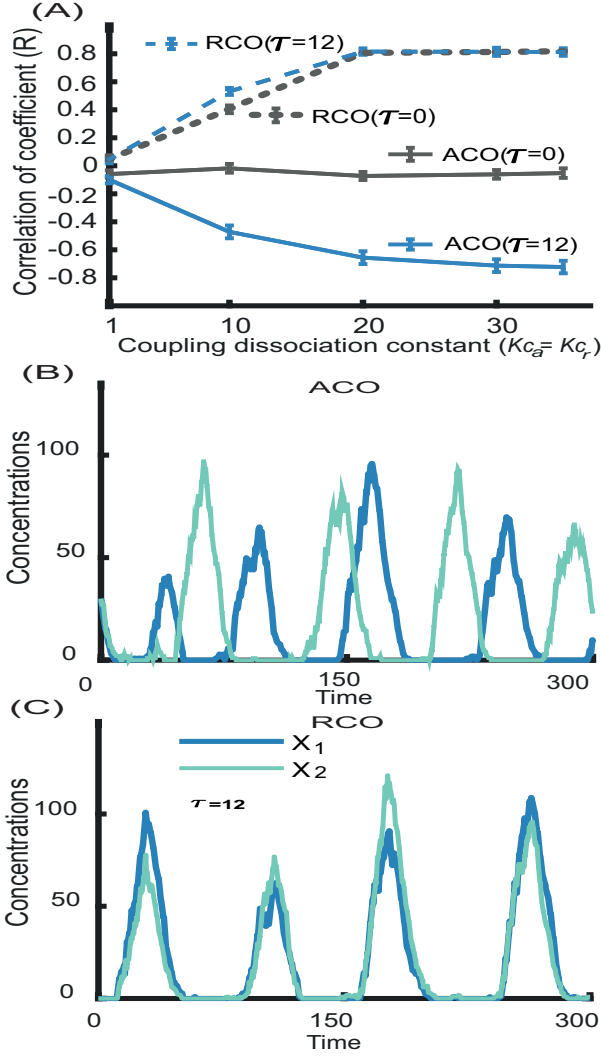 (A)
Correlation of coefficient (R)
0.8
0.6
0.4
0.2
0
-0.2
-0.4
-0.6
-0.8
RCO(τ=12)
RCO(τ=0)
ACO(τ=0)
ACO(τ=12)
1 10 20 30
Coupling dissociation constant (Kca= Kcr)
(B)
ACO
Concentrations
100
50
0
0 150 300
Time
(C)
RCO
X1
X2
τ=12
Concentrations
100
50
0
0 150 300
Time